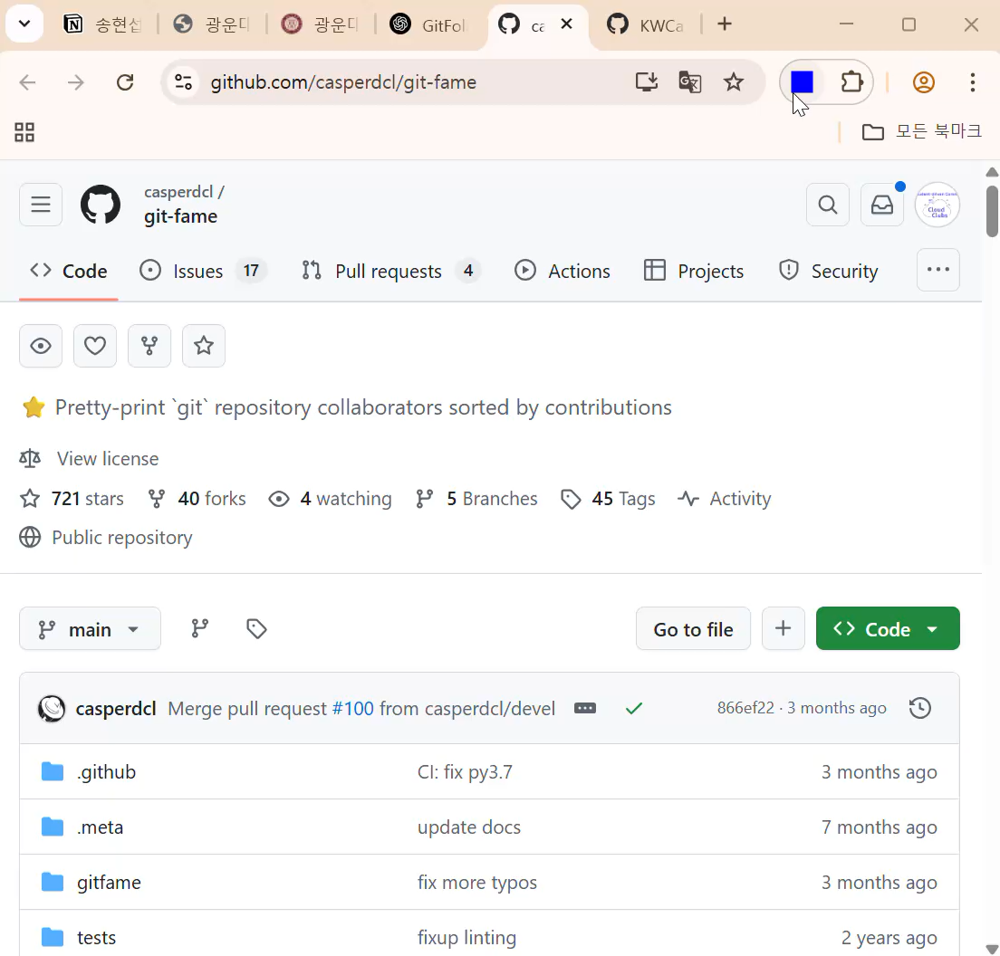 송현섭
광운대
광운대
GitFol
ca
KWCa
github.com/casperdcl/git-fame
모든 북마크
casperdcl /
git-fame
Code Issues 17 Pull requests 4 Actions Projects Security
Pretty-print `git` repository collaborators sorted by contributions
View license
721 stars 40 forks 4 watching 5 Branches 45 Tags Activity
Public repository
main Go to file Code
casperdcl Merge pull request #100 from casperdcl/devel 866ef22 · 3 months ago
.github CI: fix py3.7 3 months ago
.meta update docs 7 months ago
gitfame fix more typos 3 months ago
tests fixup linting 2 years ago